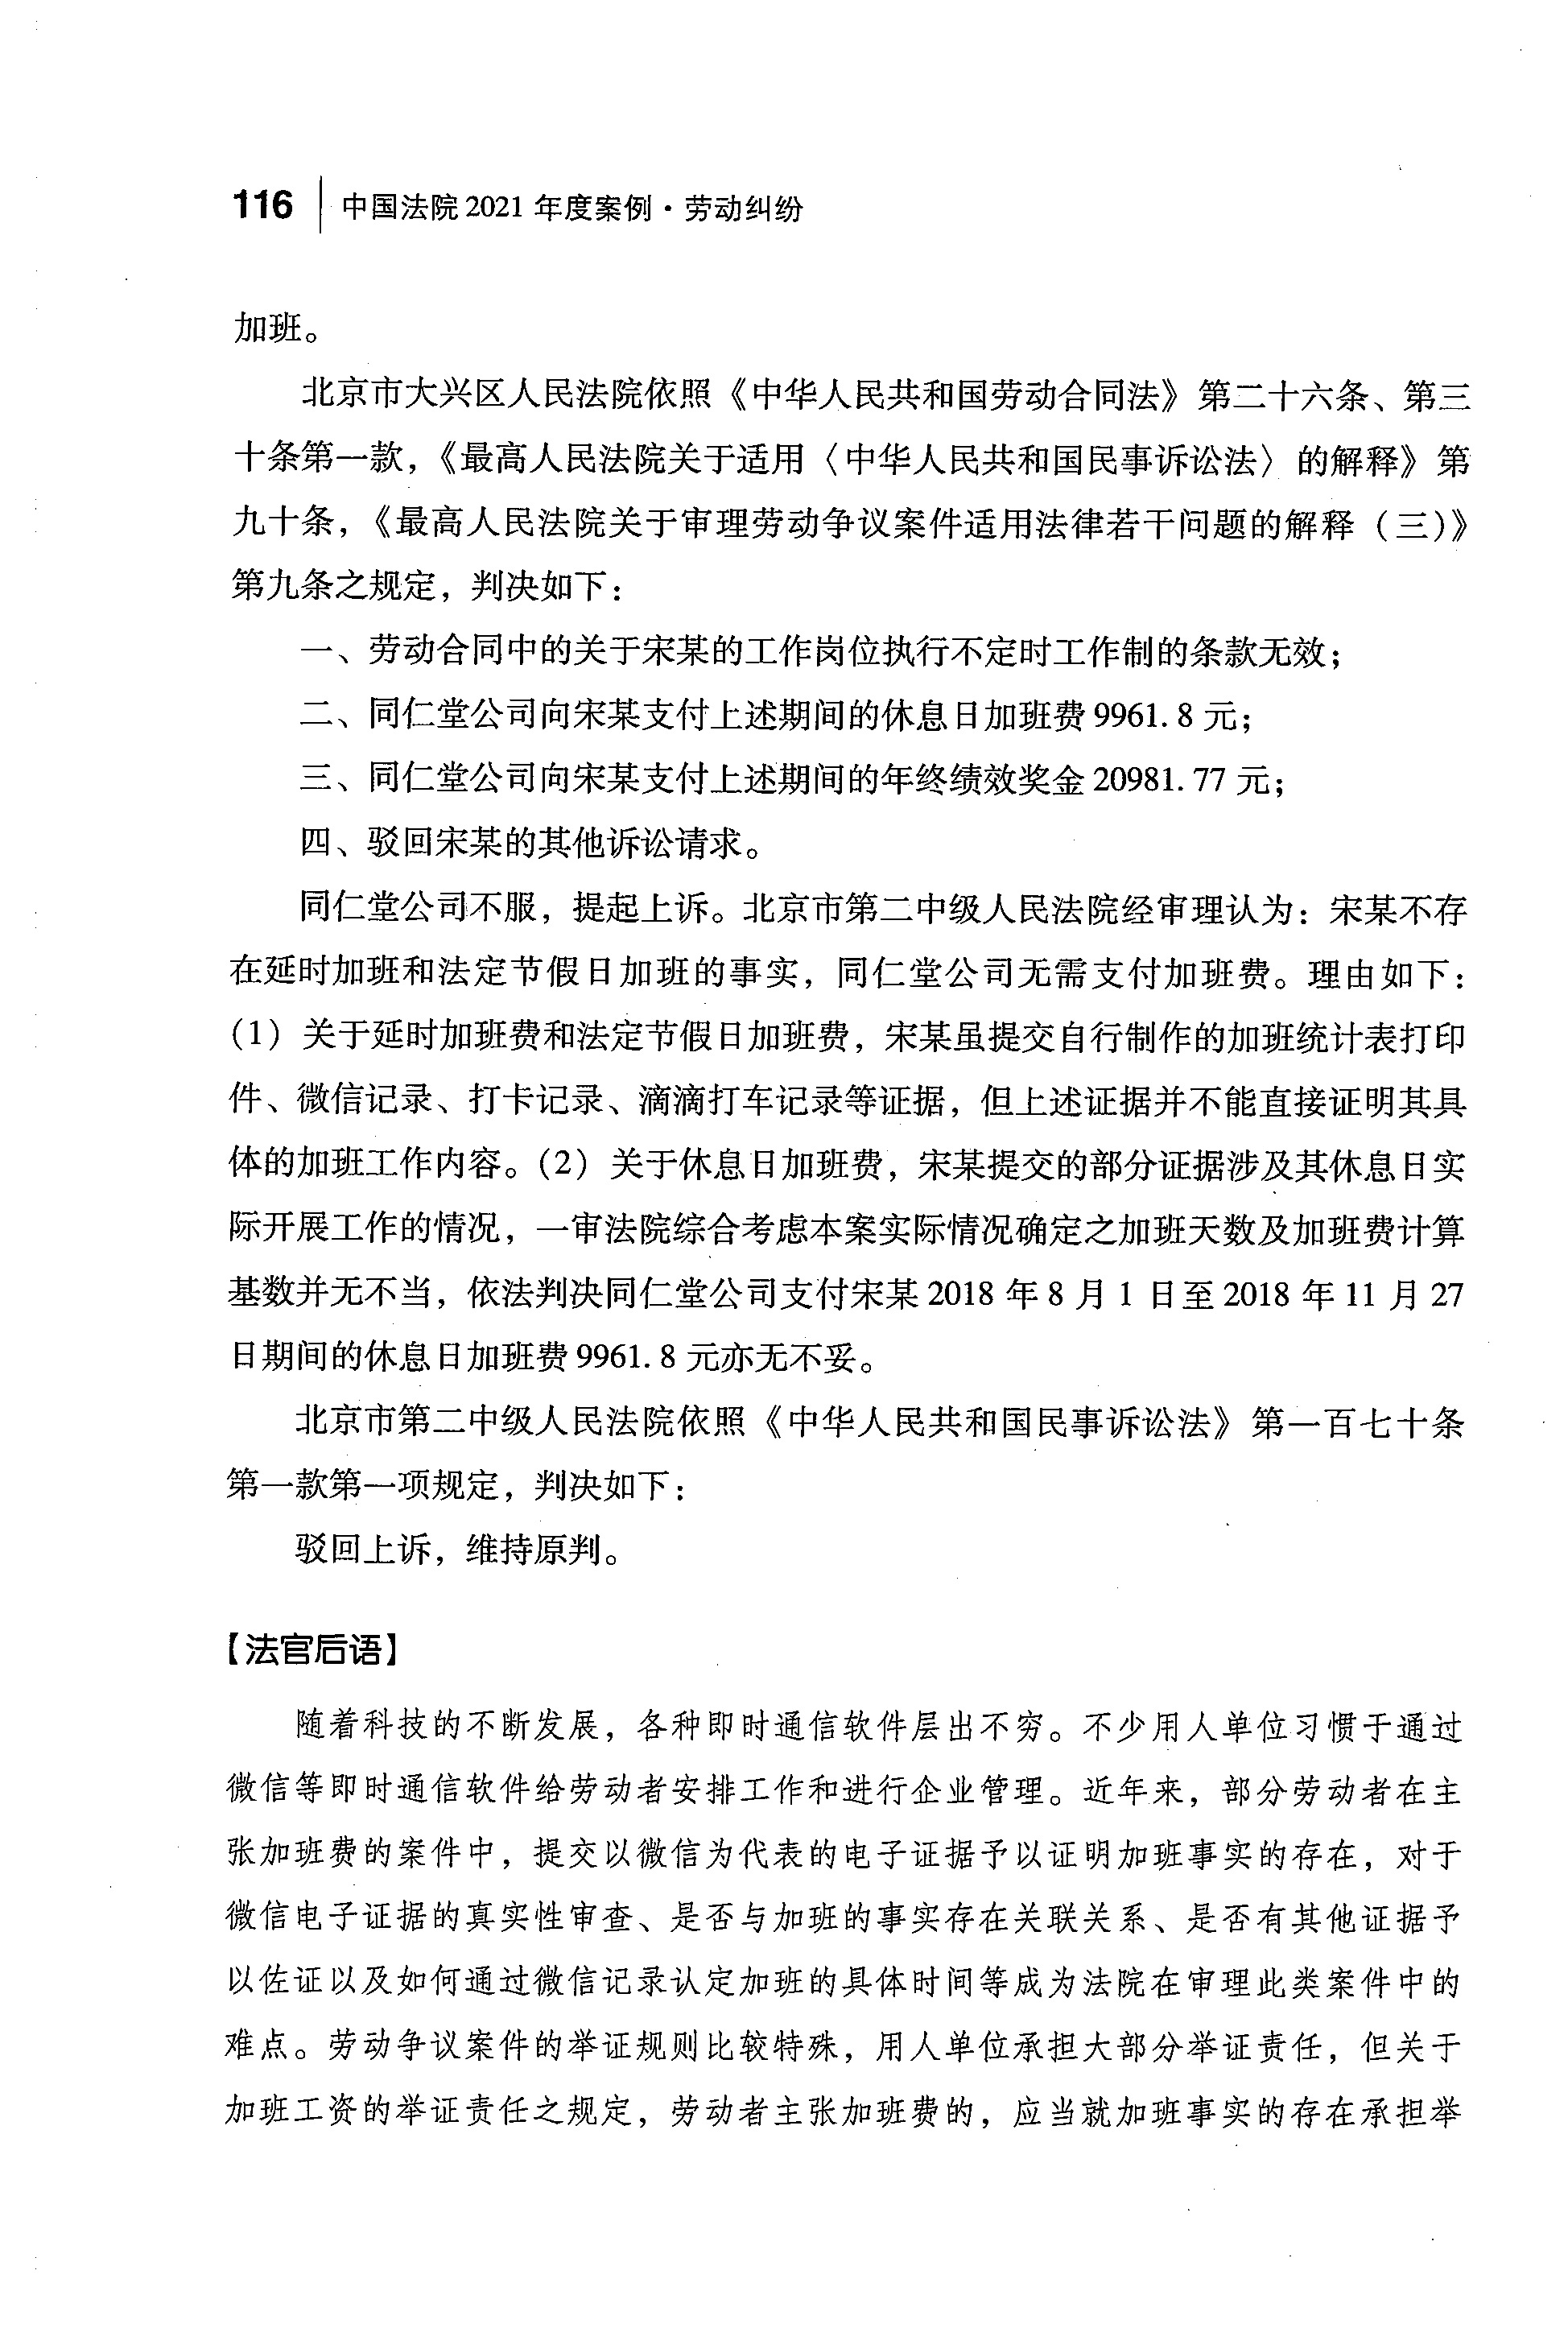 116 中国法院2021年度案例·劳动纠纷
加班。
北京市大兴区人民法院依照《中华人民共和国劳动合同法》第二十六条、第三
十条第一款，《最高人民法院关于适用〈中华人民共和国民事诉讼法〉的解释》第
九十条，《最高人民法院关于审理劳动争议案件适用法律若干问题的解释（三）》
第九条之规定，判决如下：
一、劳动合同中的关于宋某的工作岗位执行不定时工作制的条款无效；
二、同仁堂公司向宋某支付上述期间的休息日加班费9961.8元；
三、同仁堂公司向宋某支付上述期间的年终绩效奖金20981.77元；
四、驳回宋某的其他诉讼请求。
同仁堂公司不服，提起上诉。北京市第二中级人民法院经审理认为：宋某不存
在延时加班和法定节假日加班的事实，同仁堂公司无需支付加班费。理由如下：
（1）关于延时加班费和法定节假日加班费，宋某虽提交自行制作的加班统计表打印
件、微信记录、打卡记录、滴滴打车记录等证据，但上述证据并不能直接证明其具
体的加班工作内容。（2）关于休息日加班费，宋某提交的部分证据涉及其休息日实
际开展工作的情况，一审法院综合考虑本案实际情况确定之加班天数及加班费计算
基数并无不当，依法判决同仁堂公司支付宋某2018年8月1日至2018年11月27
日期间的休息日加班费9961.8元亦无不妥。
北京市第二中级人民法院依照《中华人民共和国民事诉讼法》第一百七十条
第一款第一项规定，判决如下：
驳回上诉，维持原判。
【法官后语】
随着科技的不断发展，各种即时通信软件层出不穷。不少用人单位习惯于通过
微信等即时通信软件给劳动者安排工作和进行企业管理。近年来，部分劳动者在主
张加班费的案件中，提交以微信为代表的电子证据予以证明加班事实的存在，对于
微信电子证据的真实性审查、是否与加班的事实存在关联关系、是否有其他证据予
以佐证以及如何通过微信记录认定加班的具体时间等成为法院在审理此类案件中的
难点。劳动争议案件的举证规则比较特殊，用人单位承担大部分举证责任，但关于
加班工资的举证责任之规定，劳动者主张加班费的，应当就加班事实的存在承担举